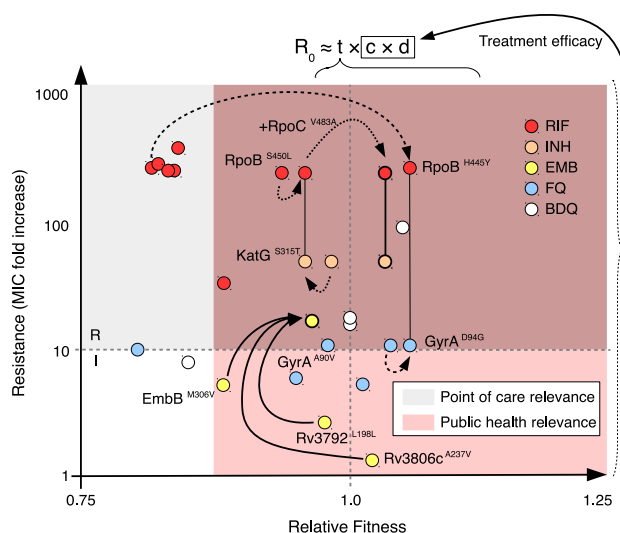 R0 ≈ t × c × d
Treatment efficacy
1000
100
10
1
Resistance (MIC fold increase)
R
I
+RpoC V483A
RpoB S450L
RpoB H445Y
KatG S315T
GyrA A90V
GyrA D94G
EmbB M306V
Rv3792 L198L
Rv3806c A237V
RIF
INH
EMB
FQ
BDQ
Point of care relevance
Public health relevance
0.75
1.0
1.25
Relative Fitness